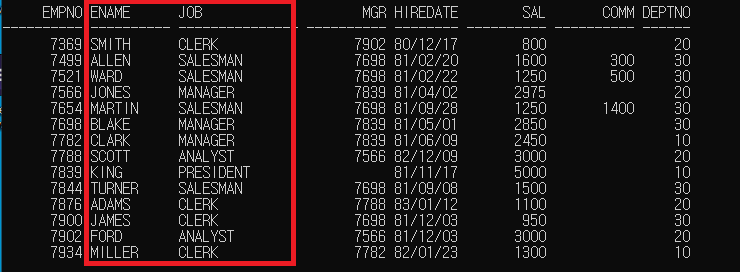 EMPNO ENAME JOB MGR HIREDATE SAL COMM DEPTNO
7369 SMITH CLERK 7902 80/12/17 800 20
7499 ALLEN SALESMAN 7698 81/02/20 1600 300 30
7521 WARD SALESMAN 7698 81/02/22 1250 500 30
7566 JONES MANAGER 7839 81/04/02 2975 20
7654 MARTIN SALESMAN 7698 81/09/28 1250 1400 30
7698 BLAKE MANAGER 7839 81/05/01 2850 30
7782 CLARK MANAGER 7839 81/06/09 2450 10
7788 SCOTT ANALYST 7566 82/12/09 3000 20
7839 KING PRESIDENT 81/11/17 5000 10
7844 TURNER SALESMAN 7698 81/09/08 1500 30
7876 ADAMS CLERK 7788 83/01/12 1100 20
7900 JAMES CLERK 7698 81/12/03 950 30
7902 FORD ANALYST 7566 81/12/03 3000 20
7934 MILLER CLERK 7782 82/01/23 1300 10